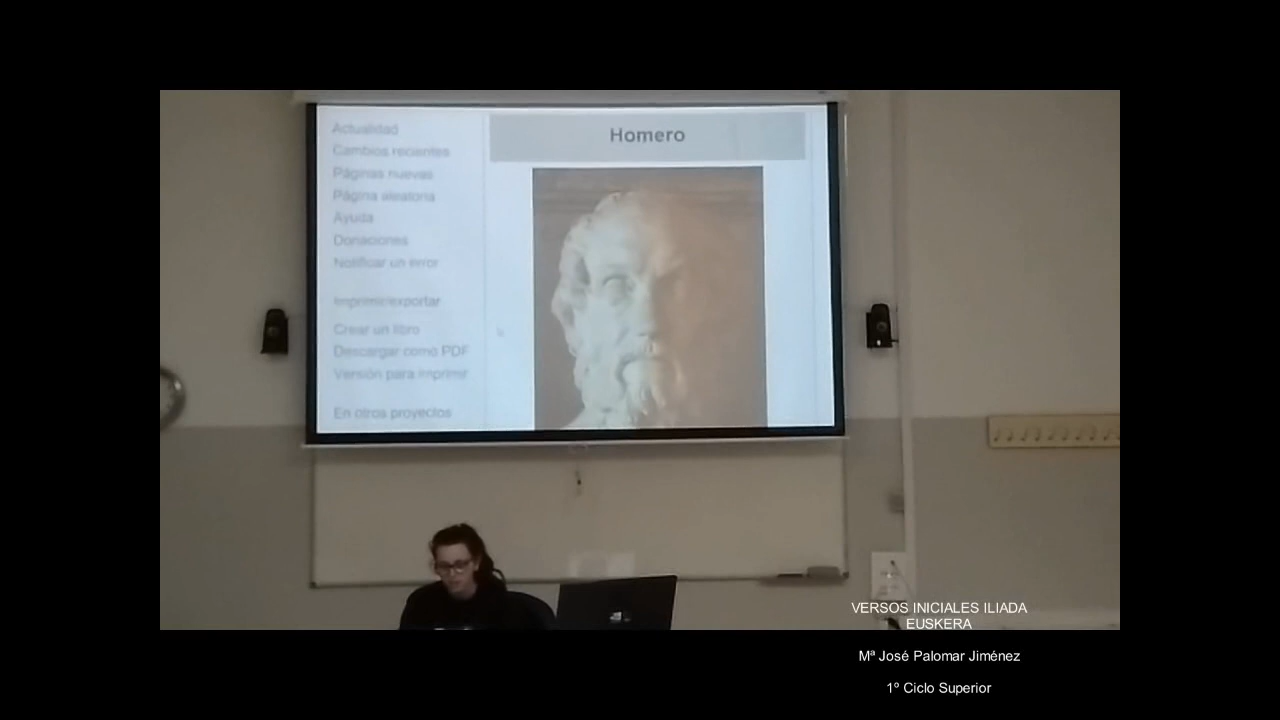 Actualidad
Cambios recientes
Páginas nuevas
Página aleatoria
Ayuda
Donaciones
Notificar un error
Imprimir/exportar
Crear un libro
Descargar como PDF
Versión para imprimir
En otros proyectos
Homero
VERSOS INICIALES ILIADA
EUSKERA
Mª José Palomar Jiménez
1º Ciclo Superior